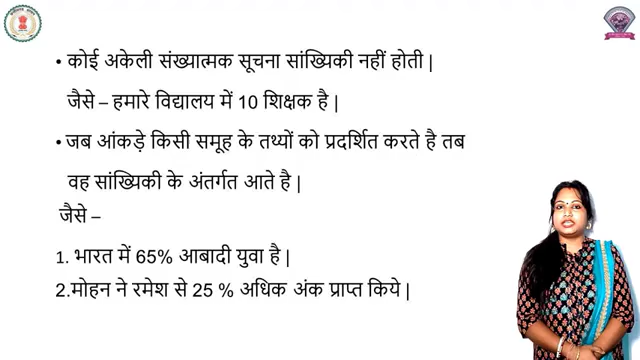 • कोई अकेली संख्यात्मक सूचना सांख्यिकी नहीं होती |
जैसे – हमारे विद्यालय में 10 शिक्षक है |
• जब आंकड़े किसी समूह के तथ्यों को प्रदर्शित करते है तब
वह सांख्यिकी के अंतर्गत आते है |
जैसे –
1. भारत में 65% आबादी युवा है |
2.मोहन ने रमेश से 25 % अधिक अंक प्राप्त किये |